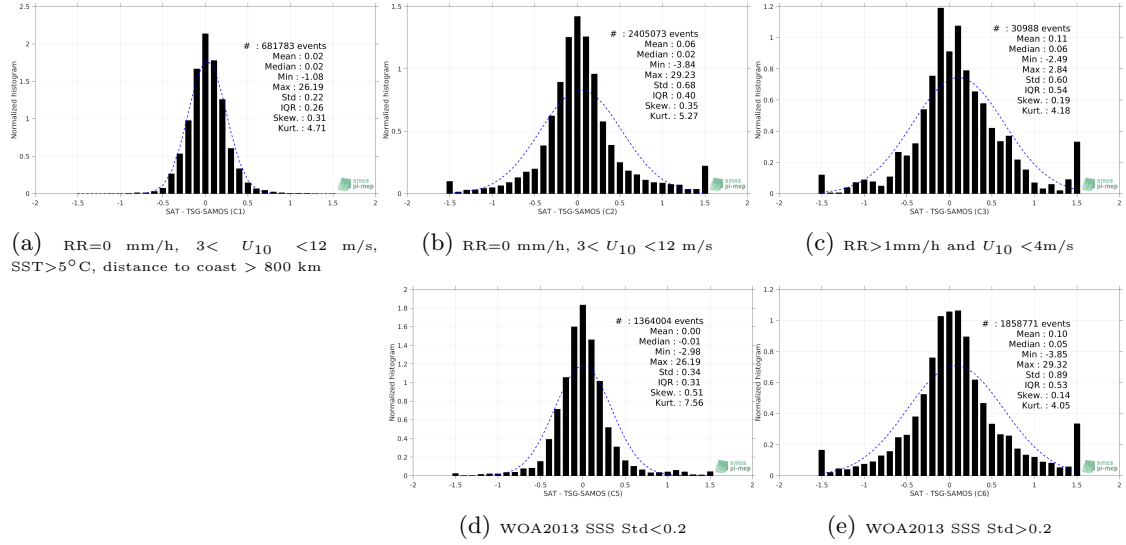 2.5
2
1.5
1
0.5
0
-2
-1.5
-1
-0.5
0
0.5
1
1.5
2
Normalized histogram
SAT - TSG-SAMOS (C1)
# : 681783 events
Mean : 0.02
Median : 0.02
Min : -1.08
Max : 26.19
Std : 0.22
IQR : 0.26
Skew. : 0.31
Kurt. : 4.71
smos
pi-mep
(a) RR=0 mm/h, 3< U10 <12 m/s,
SST>5°C, distance to coast > 800 km
1.5
1
0.5
0
-2
-1.5
-1
-0.5
0
0.5
1
1.5
2
Normalized histogram
SAT - TSG-SAMOS (C2)
# : 2405073 events
Mean : 0.06
Median : 0.02
Min : -3.84
Max : 29.23
Std : 0.68
IQR : 0.40
Skew. : 0.35
Kurt. : 5.27
smos
pi-mep
(b) RR=0 mm/h, 3< U10 <12 m/s
1.2
1
0.8
0.6
0.4
0.2
0
-2
-1.5
-1
-0.5
0
0.5
1
1.5
2
Normalized histogram
SAT - TSG-SAMOS (C3)
# : 30988 events
Mean : 0.11
Median : 0.06
Min : -2.49
Max : 2.84
Std : 0.60
IQR : 0.54
Skew. : 0.19
Kurt. : 4.18
smos
pi-mep
(c) RR>1mm/h and U10 <4m/s
2
1.8
1.6
1.4
1.2
1
0.8
0.6
0.4
0.2
0
-2
-1.5
-1
-0.5
0
0.5
1
1.5
2
Normalized histogram
SAT - TSG-SAMOS (C5)
# : 1364004 events
Mean : 0.00
Median : -0.01
Min : -2.98
Max : 26.19
Std : 0.34
IQR : 0.31
Skew. : 0.51
Kurt. : 7.56
smos
pi-mep
(d) WOA2013 SSS Std<0.2
1.2
1
0.8
0.6
0.4
0.2
0
-2
-1.5
-1
-0.5
0
0.5
1
1.5
2
Normalized histogram
SAT - TSG-SAMOS (C6)
# : 1858771 events
Mean : 0.10
Median : 0.05
Min : -3.85
Max : 29.32
Std : 0.89
IQR : 0.53
Skew. : 0.14
Kurt. : 4.05
smos
pi-mep
(e) WOA2013 SSS Std>0.2